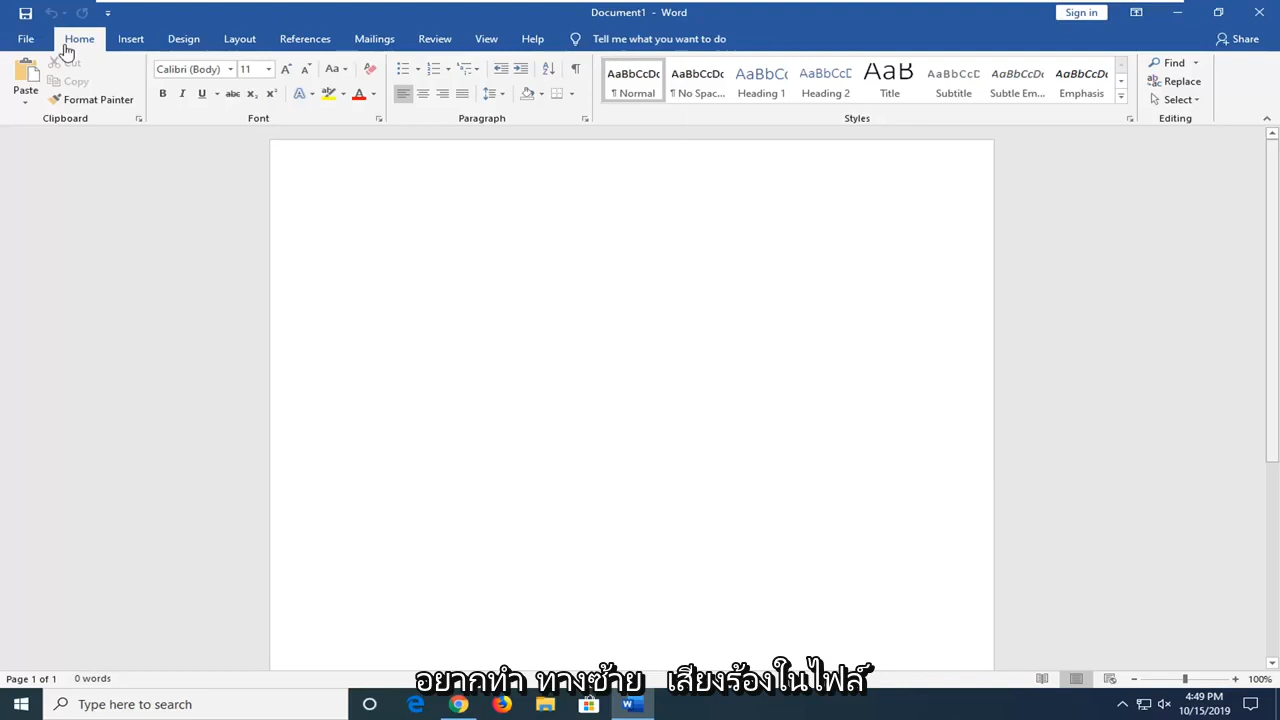 Document1 - Word
Sign in
File Home Insert Design Layout References Mailings Review View Help Tell me what you want to do Share
Paste Cut Copy Format Painter
Calibri (Body) 11 Aa
B I U abc X₂ X² A A
AaBbCcDc AaBbCcDc AaBbCc AaBbCcD AaB AaBbCcD AaBbCcDc AaBbCcDc
¶ Normal ¶ No Spac... Heading 1 Heading 2 Title Subtitle Subtle Em... Emphasis
Find Replace Select
Clipboard Font Paragraph Styles Editing
อยากทำ ทางซ้าย เสียงร้องในไฟล์
Page 1 of 1 0 words 100%
Type here to search
4:49 PM
10/15/2019